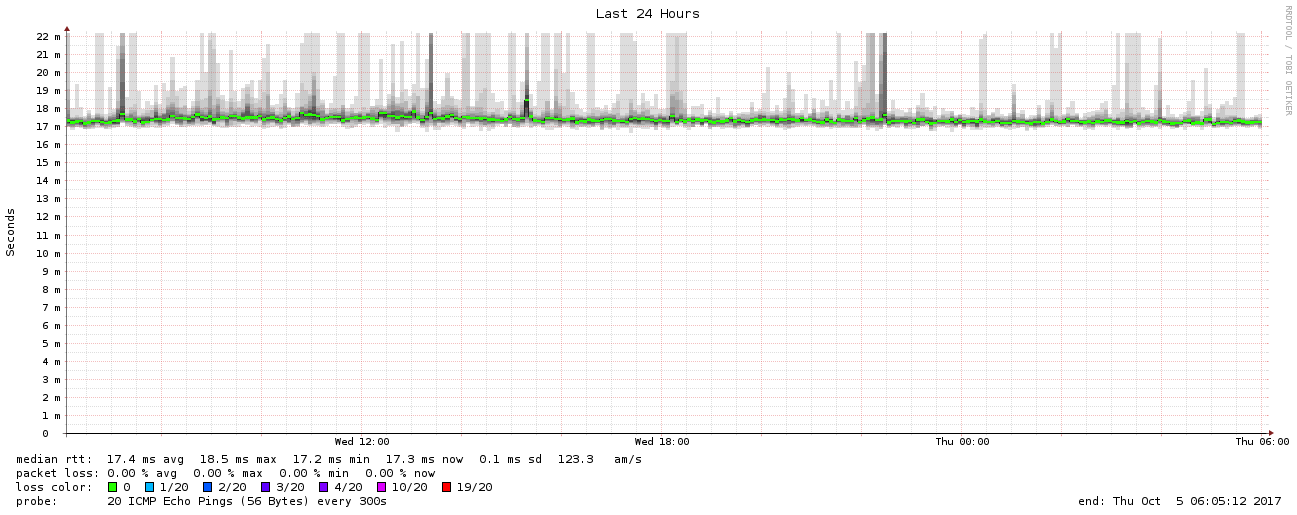 Last 24 Hours
RRDTOOL / TOBI OETIKER
Seconds
22 m
21 m
20 m
19 m
18 m
17 m
16 m
15 m
14 m
13 m
12 m
11 m
10 m
9 m
8 m
7 m
6 m
5 m
4 m
3 m
2 m
1 m
0
Wed 12:00 Wed 18:00 Thu 00:00 Thu 06:00
median rtt: 17.4 ms avg 18.5 ms max 17.2 ms min 17.3 ms now 0.1 ms sd 123.3 am/s
packet loss: 0.00 % avg 0.00 % max 0.00 % min 0.00 % now
loss color: 0 1/20 2/20 3/20 4/20 10/20 19/20
probe: 20 ICMP Echo Pings (56 Bytes) every 300s end: Thu Oct 5 06:05:12 2017